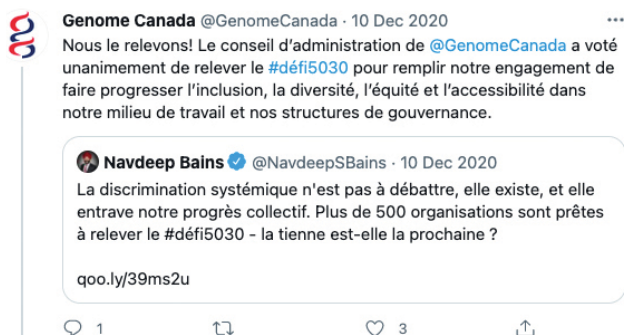 Genome Canada @GenomeCanada · 10 Dec 2020 ...
Nous le relevons! Le conseil d'administration de @GenomeCanada a voté
unanimement de relever le #défi5030 pour remplir notre engagement de
faire progresser l'inclusion, la diversité, l'équité et l'accessibilité dans
notre milieu de travail et nos structures de gouvernance.
Navdeep Bains @NavdeepSBains · 10 Dec 2020
La discrimination systémique n'est pas à débattre, elle existe, et elle
entrave notre progrès collectif. Plus de 500 organisations sont prêtes
à relever le #défi5030 - la tienne est-elle la prochaine ?
qoo.ly/39ms2u
1 3